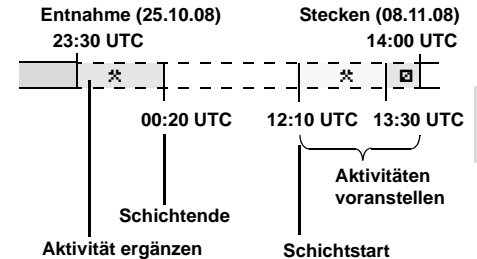 Entnahme (25.10.08) Stecken (08.11.08)
23:30 UTC 14:00 UTC
00:20 UTC 12:10 UTC 13:30 UTC
Aktivitäten
voranstellen
Schichtende
Aktivität ergänzen Schichtstart